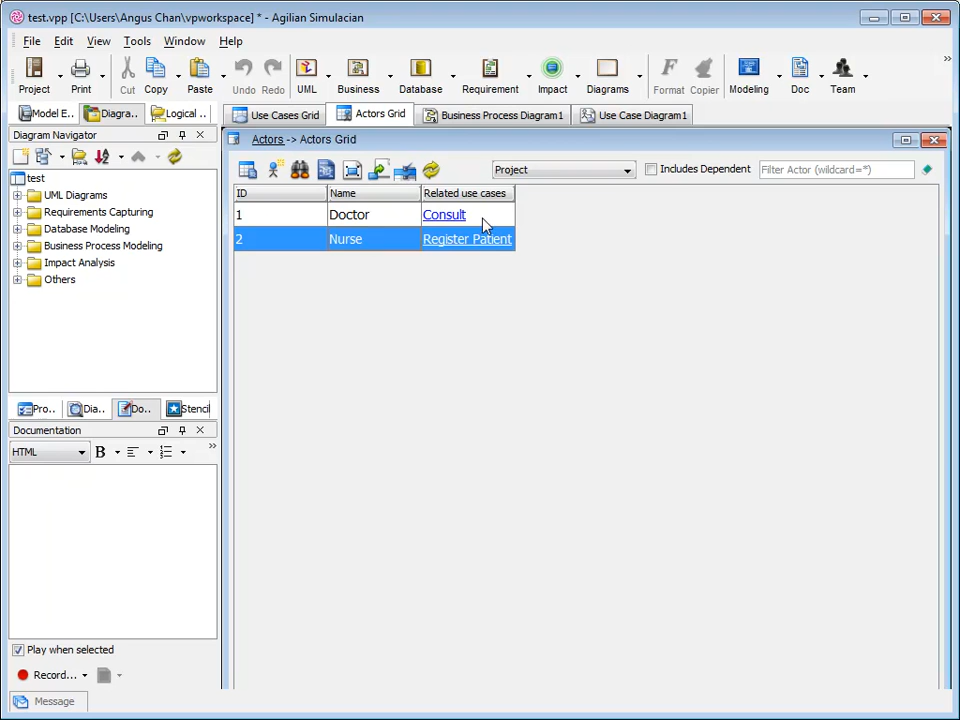 test.vpp [C:\Users\Angus Chan\vpworkspace] * - Agilian Simulacian
File Edit View Tools Window Help
Project Print Cut Copy Paste Undo Redo UML Business Database Requirement Impact Diagrams Format Copier Modeling Doc Team
Model E.. Diagra.. Logical .. Use Cases Grid Actors Grid Business Process Diagram1 Use Case Diagram1
Diagram Navigator
Actors -> Actors Grid
Project Includes Dependent Filter Actor (wildcard=*)
test
UML Diagrams
Requirements Capturing
Database Modeling
Business Process Modeling
Impact Analysis
Others
ID Name Related use cases
1 Doctor Consult
2 Nurse Register Patient
Pro.. Dia.. Do.. Stencil
Documentation
HTML B
Play when selected
Record...
Message